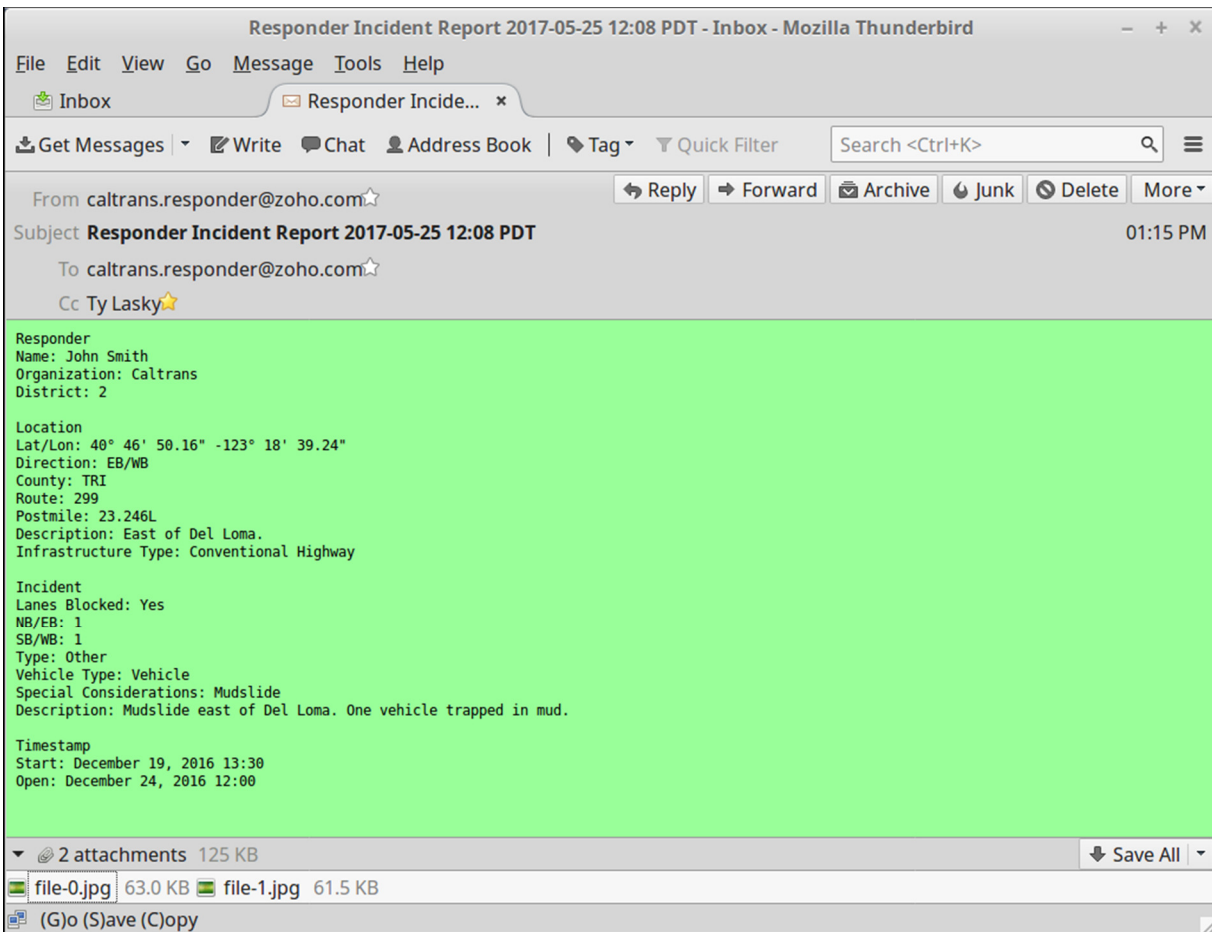 Responder Incident Report 2017-05-25 12:08 PDT - Inbox - Mozilla Thunderbird
File Edit View Go Message Tools Help
Inbox Responder Incide...
Get Messages Write Chat Address Book Tag Quick Filter Search <Ctrl+K>
From caltrans.responder@zoho.com Reply Forward Archive Junk Delete More
Subject Responder Incident Report 2017-05-25 12:08 PDT 01:15 PM
To caltrans.responder@zoho.com
Cc Ty Lasky
Responder
Name: John Smith
Organization: Caltrans
District: 2
Location
Lat/Lon: 40° 46' 50.16" -123° 18' 39.24"
Direction: EB/WB
County: TRI
Route: 299
Postmile: 23.246L
Description: East of Del Loma.
Infrastructure Type: Conventional Highway
Incident
Lanes Blocked: Yes
NB/EB: 1
SB/WB: 1
Type: Other
Vehicle Type: Vehicle
Special Considerations: Mudslide
Description: Mudslide east of Del Loma. One vehicle trapped in mud.
Timestamp
Start: December 19, 2016 13:30
Open: December 24, 2016 12:00
2 attachments 125 KB Save All
file-0.jpg 63.0 KB file-1.jpg 61.5 KB
(G)o (S)ave (C)opy